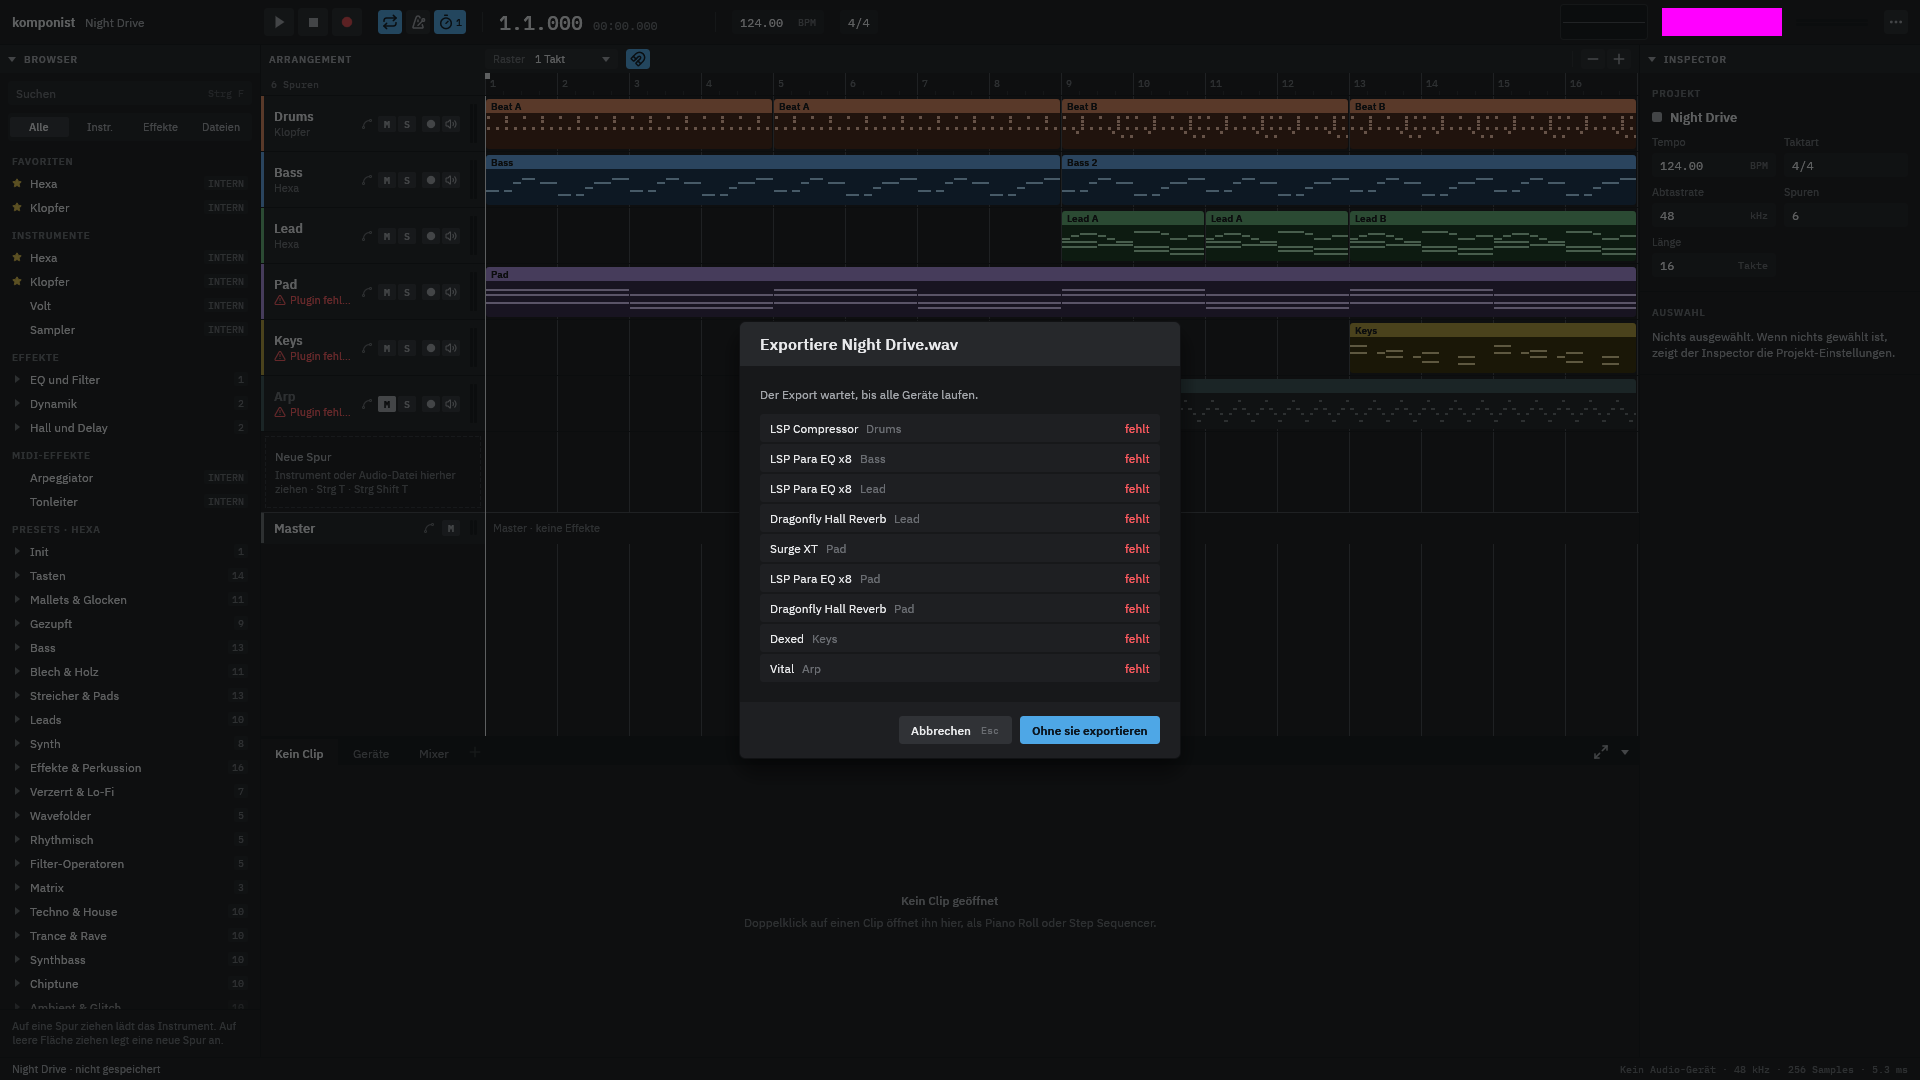 komponist Night Drive
1 1.1.000 00:00.000 124.00 BPM 4/4
BROWSER
Suchen Strg F
Alle Instr. Effekte Dateien
FAVORITEN
Hexa INTERN
Klopfer INTERN
INSTRUMENTE
Hexa INTERN
Klopfer INTERN
Volt INTERN
Sampler INTERN
EFFEKTE
EQ und Filter 1
Dynamik 2
Hall und Delay 2
MIDI-EFFEKTE
Arpeggiator INTERN
Tonleiter INTERN
PRESETS · HEXA
Init 1
Tasten 14
Mallets & Glocken 11
Gezupft 9
Bass 13
Blech & Holz 11
Streicher & Pads 13
Leads 10
Synth 8
Effekte & Perkussion 16
Verzerrt & Lo-Fi 7
Wavefolder 5
Rhythmisch 5
Filter-Operatoren 5
Matrix 3
Techno & House 10
Trance & Rave 10
Synthbass 10
Chiptune 10
Ambient & Glitch 10
Auf eine Spur ziehen lädt das Instrument. Auf
leere Fläche ziehen legt eine neue Spur an.
Night Drive · nicht gespeichert
ARRANGEMENT
Raster 1 Takt
6 Spuren
1 2 3 4 5 6 7 8 9 10 11 12 13 14 15 16
Drums
Klopfer
M S
Beat A Beat A Beat B Beat B
Bass
Hexa
M S
Bass Bass 2
Lead
Hexa
M S
Lead A Lead A Lead B
Pad
Plugin fehl...
M S
Pad
Keys
Plugin fehl...
M S
Keys
Arp
Plugin fehl...
M S
Neue Spur
Instrument oder Audio-Datei hierher
ziehen · Strg T · Strg Shift T
Master M
Master · keine Effekte
Exportiere Night Drive.wav
Der Export wartet, bis alle Geräte laufen.
LSP Compressor Drums fehlt
LSP Para EQ x8 Bass fehlt
LSP Para EQ x8 Lead fehlt
Dragonfly Hall Reverb Lead fehlt
Surge XT Pad fehlt
LSP Para EQ x8 Pad fehlt
Dragonfly Hall Reverb Pad fehlt
Dexed Keys fehlt
Vital Arp fehlt
Abbrechen Esc Ohne sie exportieren
Kein Clip Geräte Mixer
Kein Clip geöffnet
Doppelklick auf einen Clip öffnet ihn hier, als Piano Roll oder Step Sequencer.
INSPECTOR
PROJEKT
Night Drive
Tempo Taktart
124.00 BPM 4/4
Abtastrate Spuren
48 kHz 6
Länge
16 Takte
AUSWAHL
Nichts ausgewählt. Wenn nichts gewählt ist,
zeigt der Inspector die Projekt-Einstellungen.
Kein Audio-Gerät · 48 kHz · 256 Samples · 5.3 ms